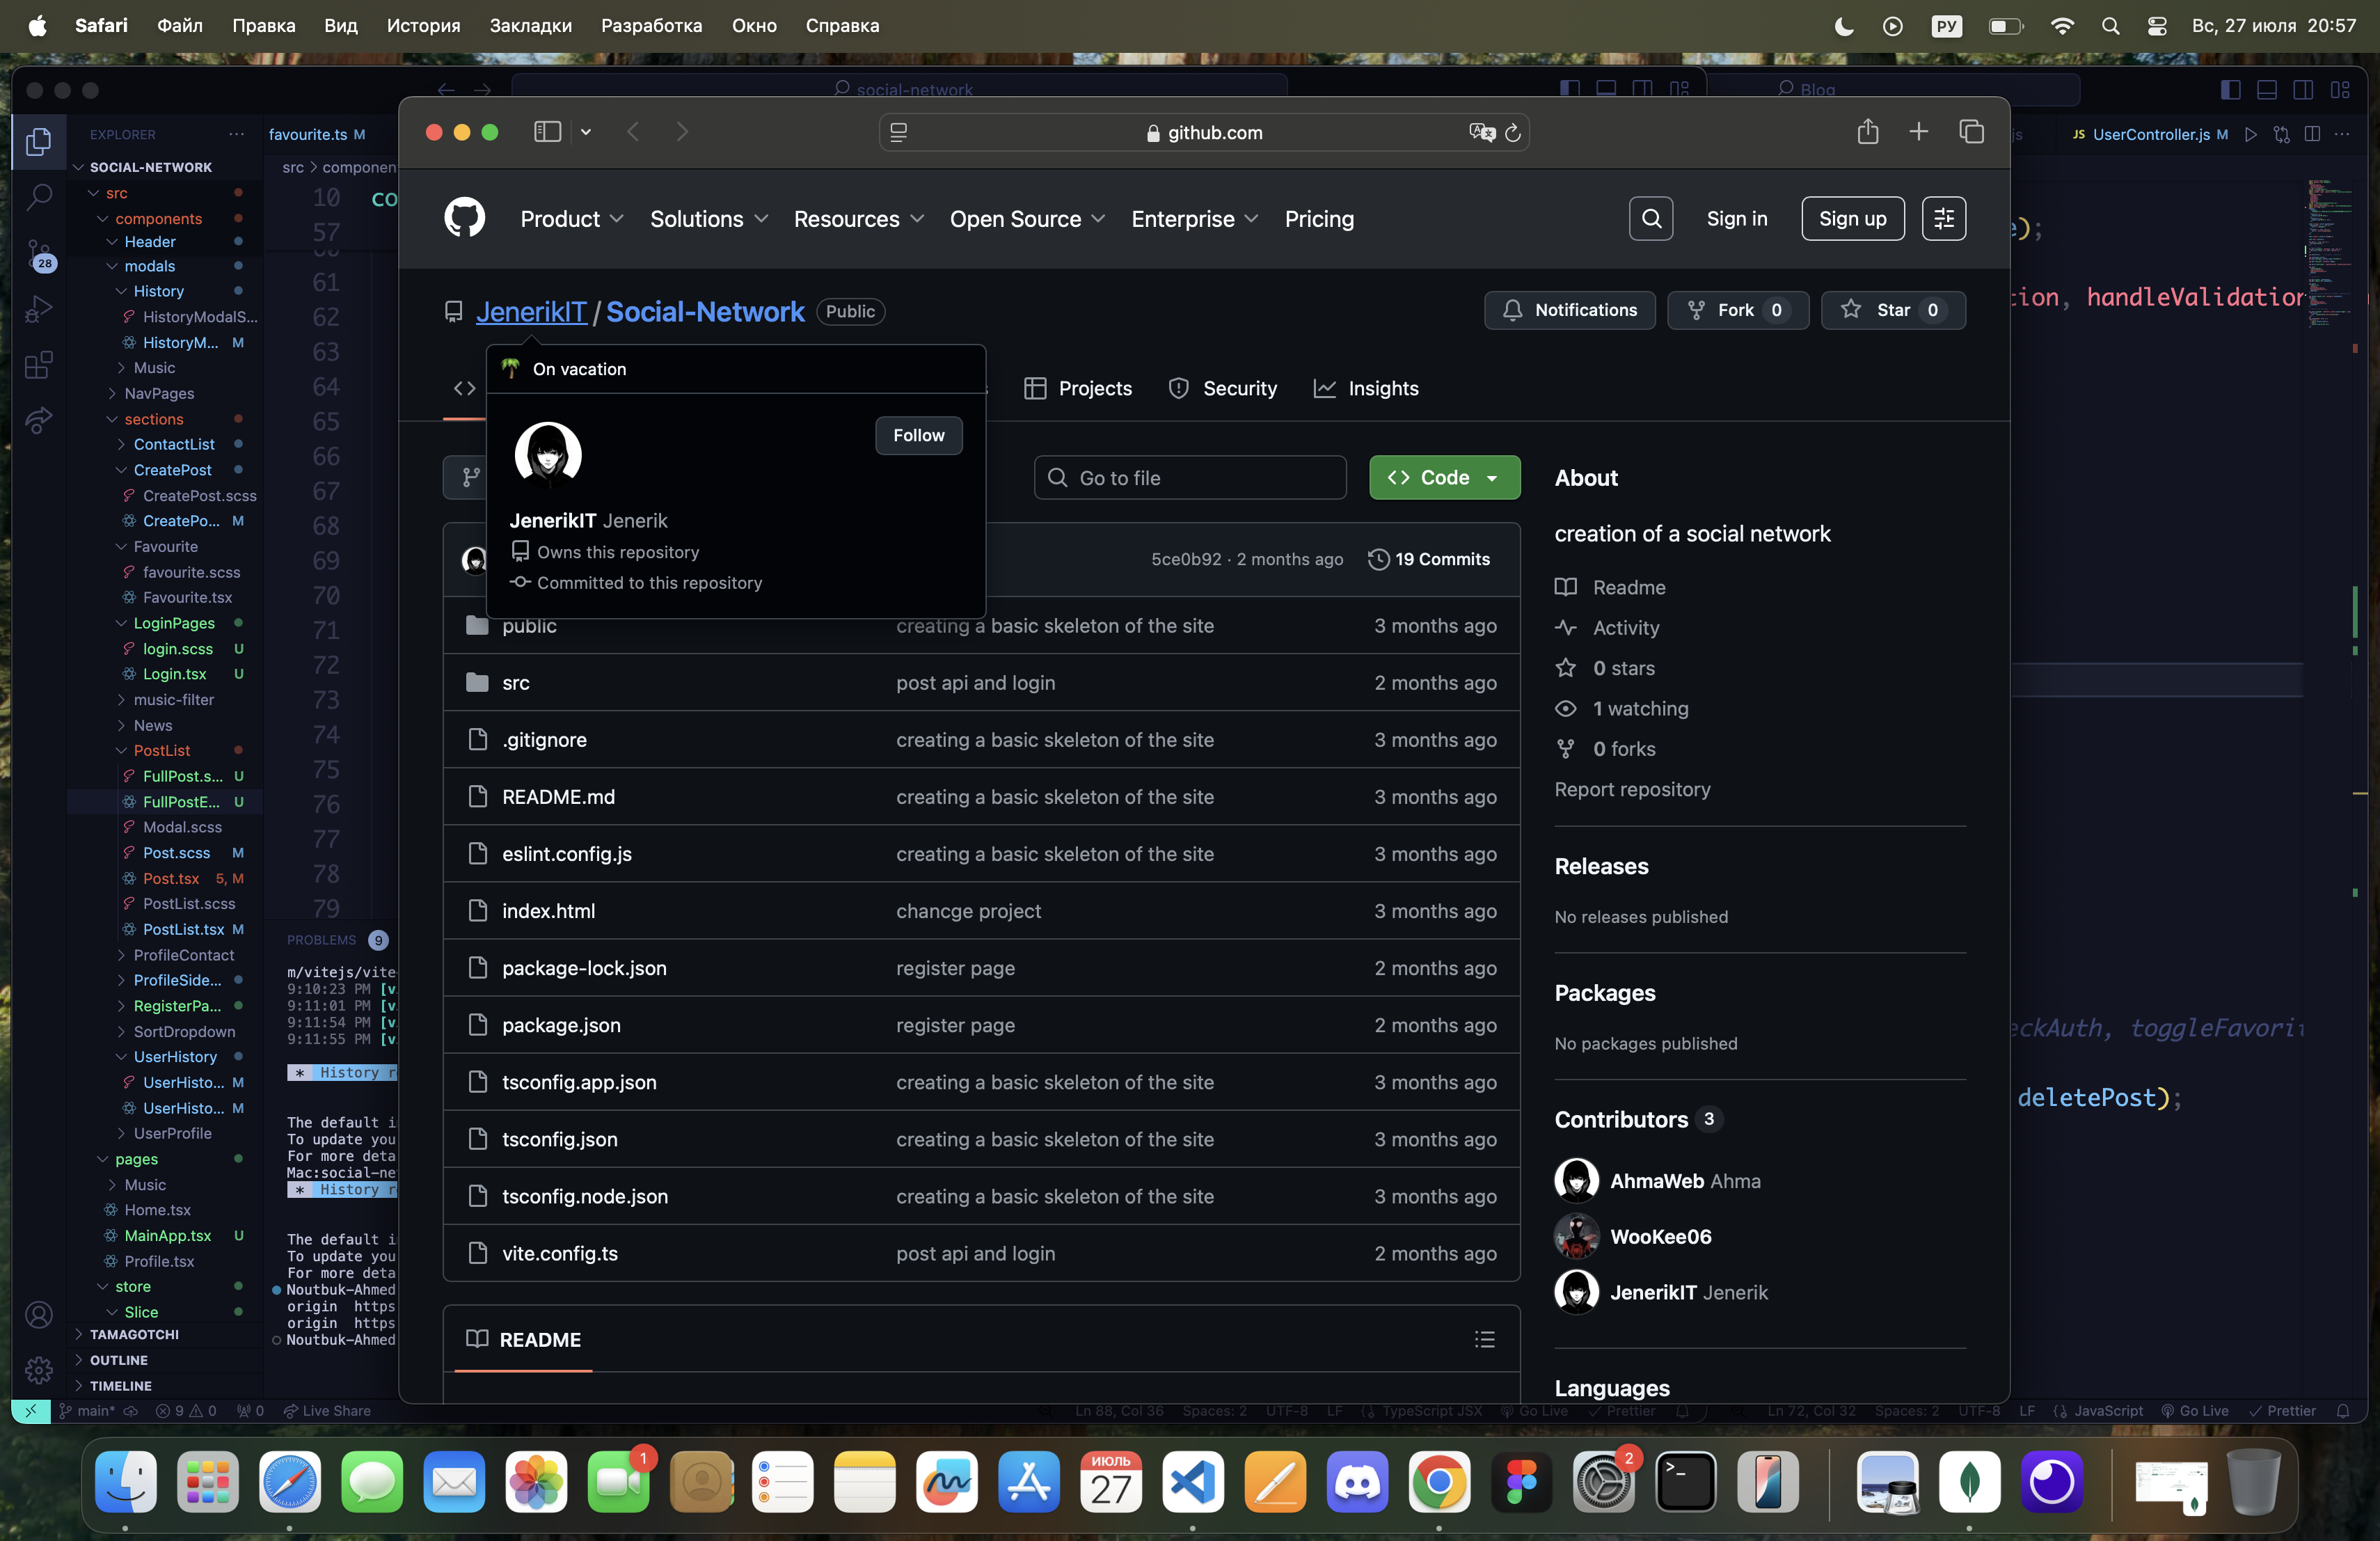 Safari Файл Правка Вид История Закладки Разработка Окно Справка РУ Вс, 27 июля 20:57
social-network
Blog
EXPLORER
SOCIAL-NETWORK
src
components
Header
modals
History
HistoryModalS...
HistoryM... M
Music
NavPages
sections
ContactList
CreatePost
CreatePost.scss
CreatePo... M
Favourite
favourite.scss
Favourite.tsx
LoginPages
login.scss U
Login.tsx U
music-filter
News
PostList
FullPost.s... U
FullPostE... U
Modal.scss
Post.scss M
Post.tsx 5, M
PostList.scss
PostList.tsx M
ProfileContact
ProfileSide...
RegisterPa...
SortDropdown
UserHistory
UserHisto... M
UserHisto... M
UserProfile
pages
Music
Home.tsx
MainApp.tsx U
Profile.tsx
store
Slice
TAMAGOTCHI
OUTLINE
TIMELINE
28
favourite.ts M
src > componen
10 co
57
61
62
63
64
65
66
67
68
69
70
71
72
73
74
75
76
77
78
79
PROBLEMS 9
m/vitejs/vite
9:10:23 PM [v
9:11:01 PM [v
9:11:54 PM [v
9:11:55 PM [v
* History r
The default i
To update you
For more deta
Mac:social-ne
* History r
The default i
To update you
For more deta
Noutbuk-Ahmed
origin https
origin https
Noutbuk-Ahmed
github.com
Product Solutions Resources Open Source Enterprise Pricing Sign in Sign up
JenerikIT / Social-Network Public
Notifications Fork 0 Star 0
On vacation
Follow
JenerikIT Jenerik
Owns this repository
Committed to this repository
Projects Security Insights
Go to file
Code
5ce0b92 · 2 months ago 19 Commits
public creating a basic skeleton of the site 3 months ago
src post api and login 2 months ago
.gitignore creating a basic skeleton of the site 3 months ago
README.md creating a basic skeleton of the site 3 months ago
eslint.config.js creating a basic skeleton of the site 3 months ago
index.html chancge project 3 months ago
package-lock.json register page 2 months ago
package.json register page 2 months ago
tsconfig.app.json creating a basic skeleton of the site 3 months ago
tsconfig.json creating a basic skeleton of the site 3 months ago
tsconfig.node.json creating a basic skeleton of the site 3 months ago
vite.config.ts post api and login 2 months ago
README
About
creation of a social network
Readme
Activity
0 stars
1 watching
0 forks
Report repository
Releases
No releases published
Packages
No packages published
Contributors 3
AhmaWeb Ahma
WooKee06
JenerikIT Jenerik
Languages
js JS UserController.js M
);
tion, handleValidation
eckAuth, toggleFavorit
deletePost);
main* 9 0 0 Live Share
Ln 88, Col 36 Spaces: 2 UTF-8 LF TypeScript JSX Go Live Prettier
Ln 72, Col 32 Spaces: 2 UTF-8 LF JavaScript Go Live Prettier
1
ИЮЛЬ
27
2